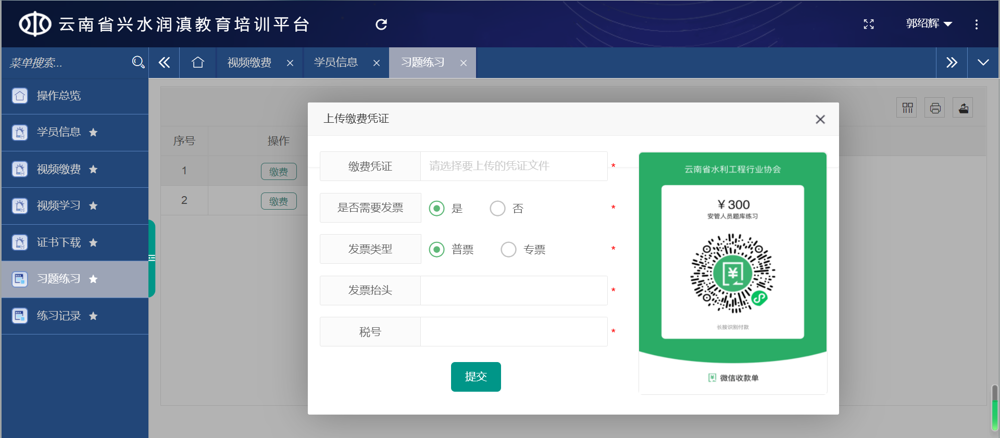 云南省兴水润滇教育培训平台
郭绍辉
菜单搜索...
视频缴费
学员信息
习题练习
操作总览
学员信息
视频缴费
视频学习
证书下载
习题练习
练习记录
序号
操作
1
缴费
2
缴费
上传缴费凭证
缴费凭证
请选择要上传的凭证文件
*
是否需要发票
是
否
*
发票类型
普票
专票
*
发票抬头
*
税号
*
提交
云南省水利工程行业协会
￥300
安管人员题库练习
长按识别付款
微信收款单